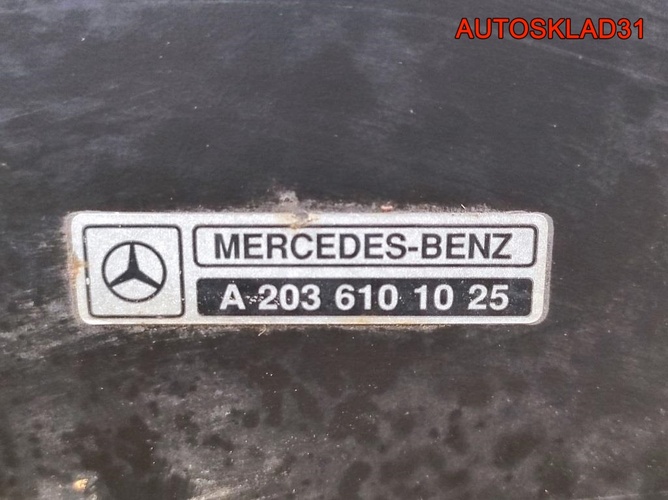 AUTOSKLAD31
MERCEDES-BENZ
A 203 610 10 25